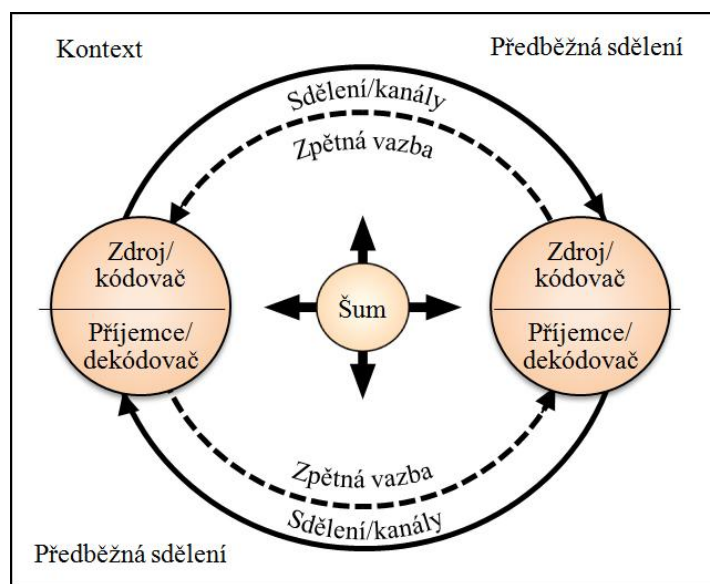 Kontext
Předběžná sdělení
Sdělení/kanály
Zpětná vazba
Zdroj/
kódovač
Příjemce/
dekódovač
Šum
Zdroj/
kódovač
Příjemce/
dekódovač
Zpětná vazba
Sdělení/kanály
Předběžná sdělení